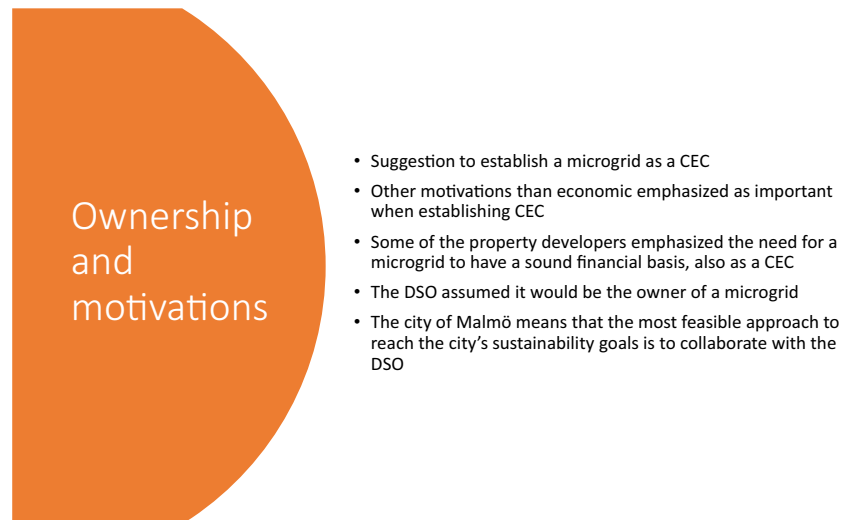 Ownership
and
motivations
• Suggestion to establish a microgrid as a CEC
• Other motivations than economic emphasized as important
when establishing CEC
• Some of the property developers emphasized the need for a
microgrid to have a sound financial basis, also as a CEC
• The DSO assumed it would be the owner of a microgrid
• The city of Malmö means that the most feasible approach to
reach the city’s sustainability goals is to collaborate with the
DSO